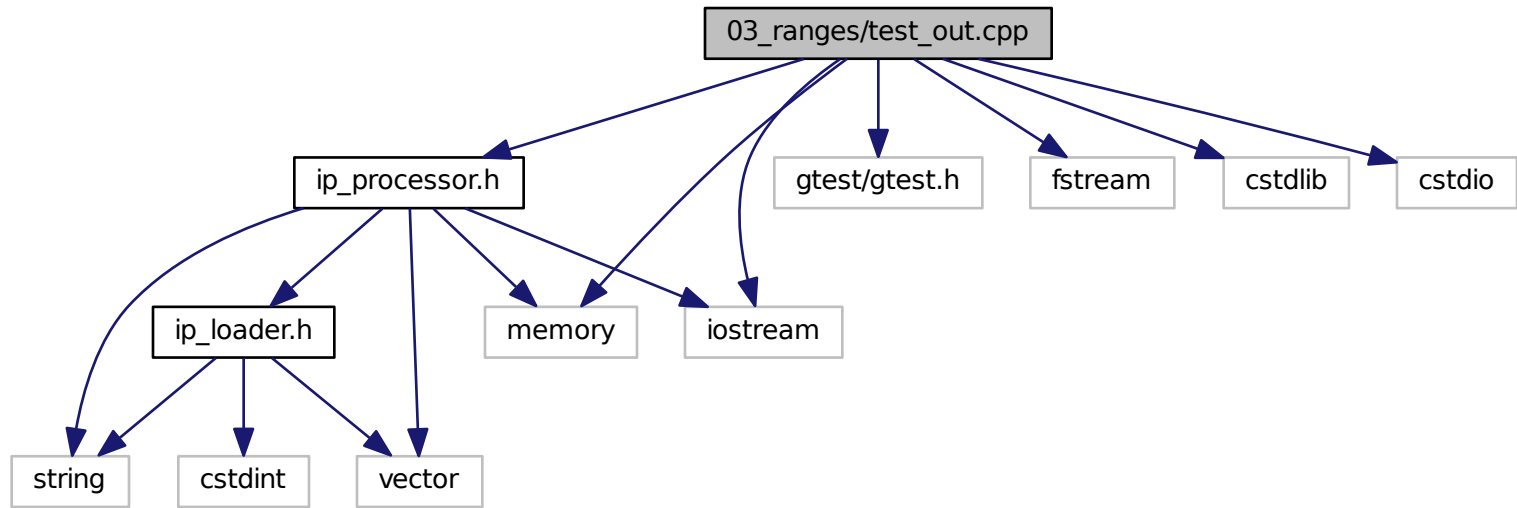 03_ranges/test_out.cpp
ip_processor.h
gtest/gtest.h
fstream
cstdlib
cstdio
ip_loader.h
memory
iostream
string
cstdint
vector